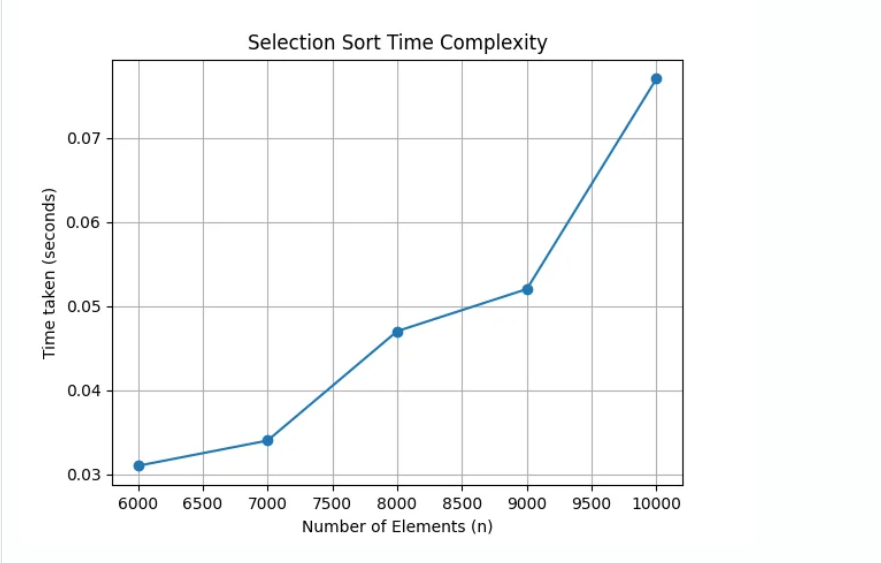 Selection Sort Time Complexity
0.07
0.06
0.05
0.04
0.03
Time taken (seconds)
6000 6500 7000 7500 8000 8500 9000 9500 10000
Number of Elements (n)